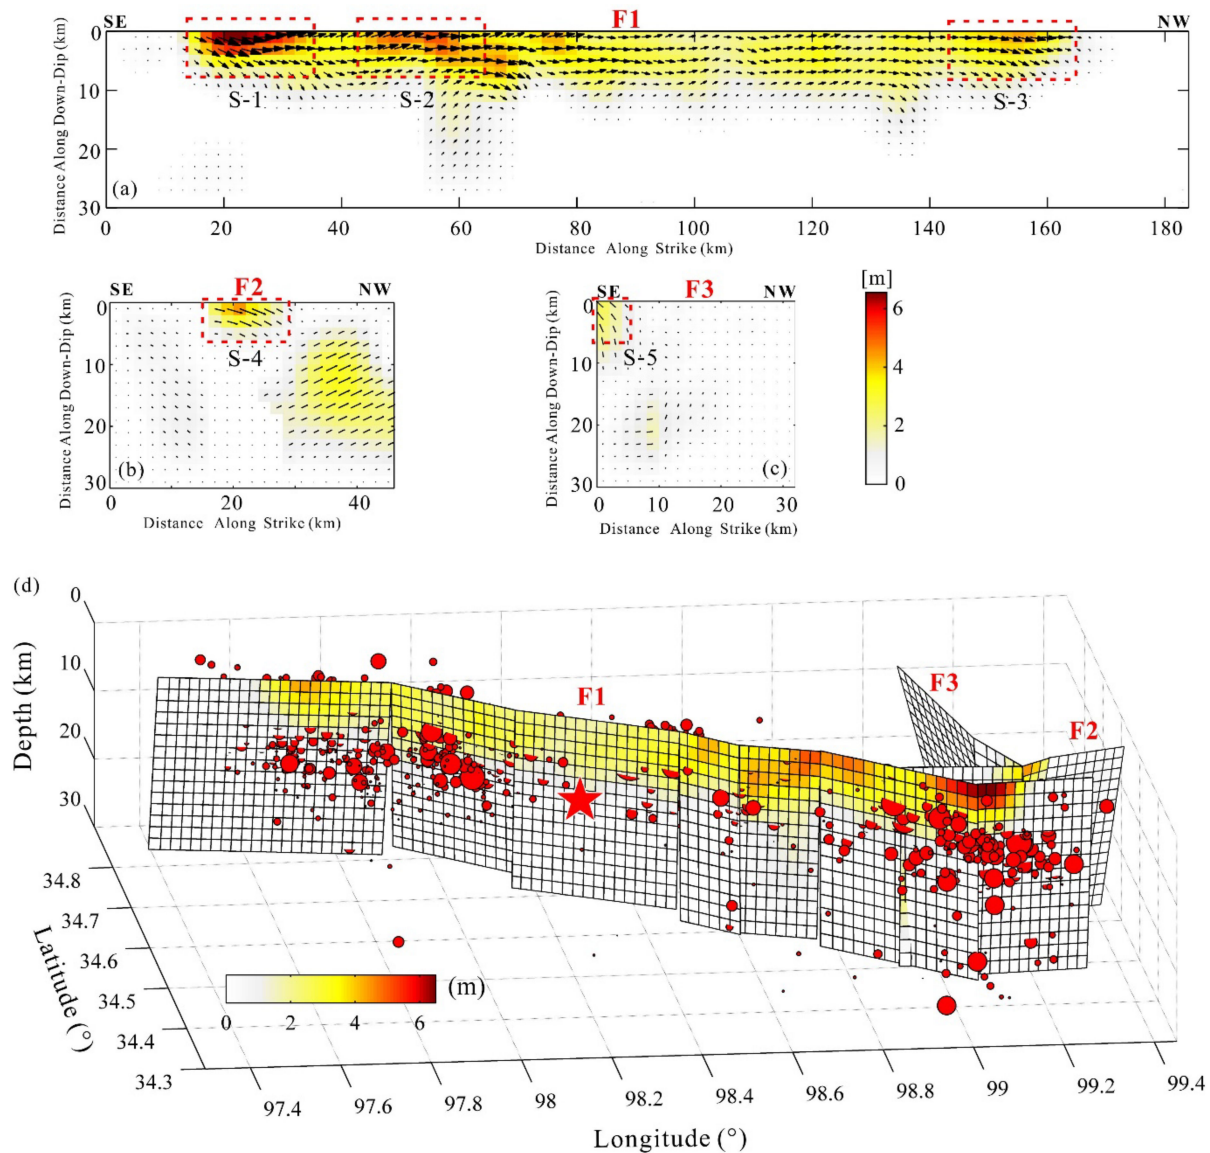 SE F1 NW
Distance Along Down-Dip (km)
0
10
20
30
S-1 S-2 S-3
(a)
0 20 40 60 80 100 120 140 160 180
Distance Along Strike (km)
SE F2 NW
Distance Along Down-Dip (km)
0
10
20
30
S-4
(b)
0 20 40
Distance Along Strike (km)
SE F3 NW
Distance Along Down-Dip (km)
0
10
20
30
S-5
(c)
0 10 20 30
Distance Along Strike (km)
[m]
6
4
2
0
(d)
Depth (km)
0
10
20
30
F1
F3
F2
Latitude (°)
34.8
34.7
34.6
34.5
34.4
34.3
(m)
0 2 4 6
97.4 97.6 97.8 98 98.2 98.4 98.6 98.8 99 99.2 99.4
Longitude (°)